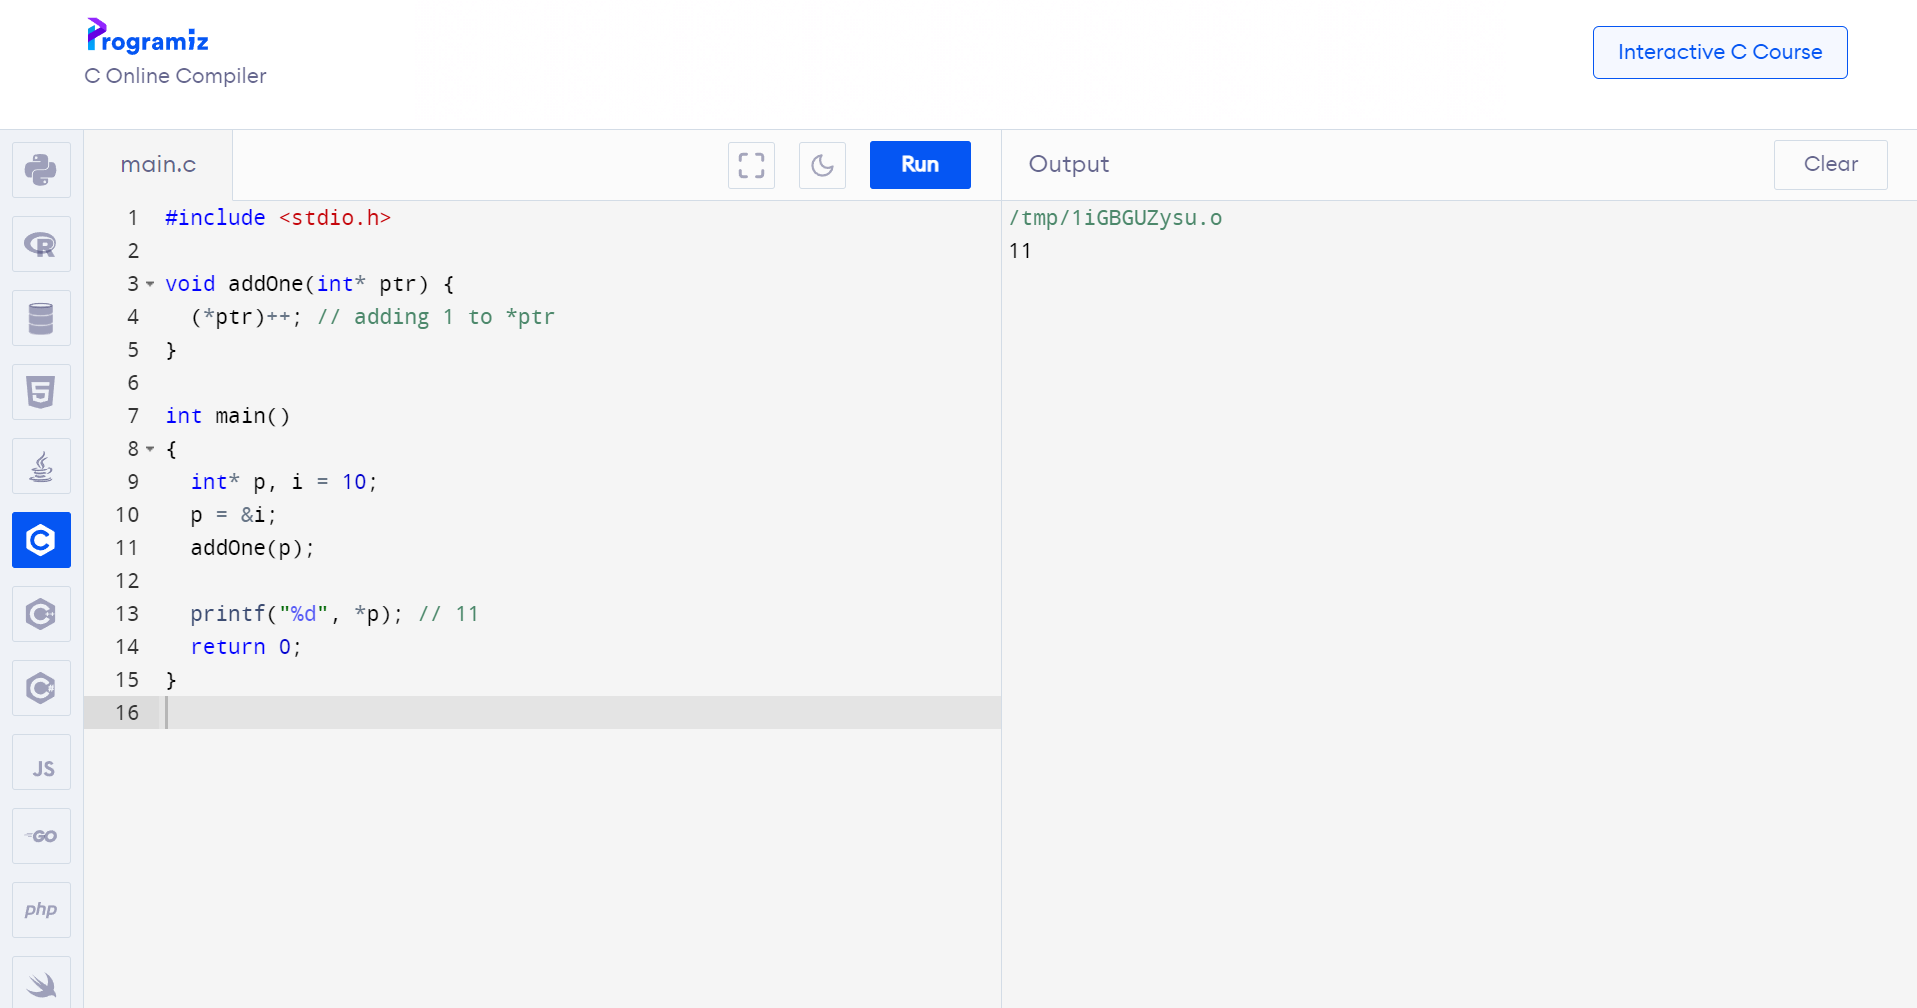 Programiz
C Online Compiler
Interactive C Course
main.c
Run
Output
Clear
1 #include <stdio.h>
2
3 void addOne(int* ptr) {
4   (*ptr)++; // adding 1 to *ptr
5 }
6
7 int main()
8 {
9   int* p, i = 10;
10   p = &i;
11   addOne(p);
12
13   printf("%d", *p); // 11
14   return 0;
15 }
16
/tmp/1iGBGUZysu.o
11
R
5
C
C++
C#
JS
GO
php